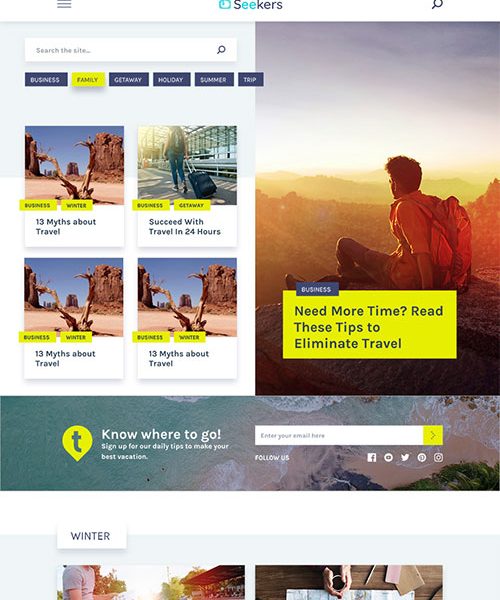 Seekers
Search the site...
BUSINESS
FAMILY
GETAWAY
HOLIDAY
SUMMER
TRIP
BUSINESS
WINTER
13 Myths about
Travel
BUSINESS
GETAWAY
Succeed With
Travel In 24 Hours
BUSINESS
WINTER
13 Myths about
Travel
BUSINESS
WINTER
13 Myths about
Travel
BUSINESS
Need More Time? Read
These Tips to
Eliminate Travel
t
Know where to go!
Sign up for our daily tips to make your
best vacation.
Enter your email here
FOLLOW US
WINTER